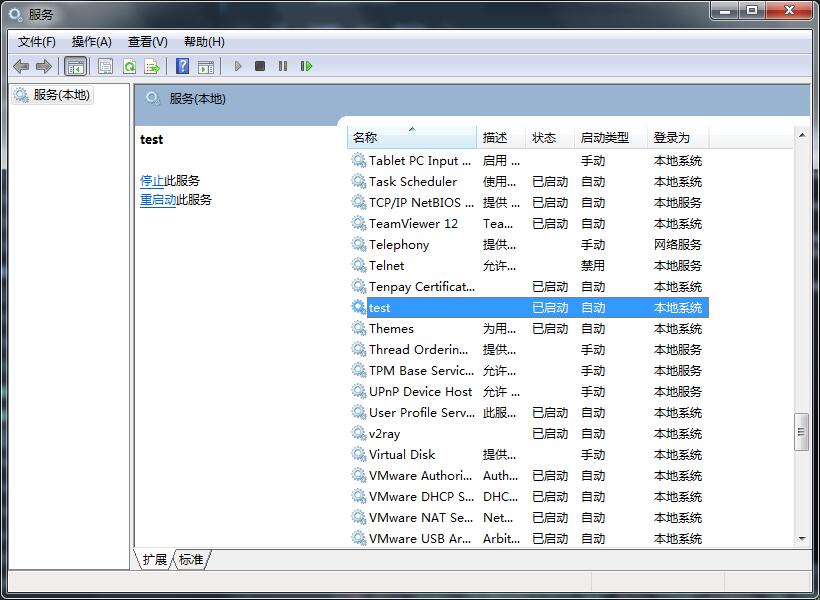 服务
文件(F) 操作(A) 查看(V) 帮助(H)
服务(本地)
服务(本地)
test
停止此服务
重启动此服务
名称 描述 状态 启动类型 登录为
Tablet PC Input ... 启用 ... 手动 本地系统
Task Scheduler 使用... 已启动 自动 本地系统
TCP/IP NetBIOS ... 提供 ... 已启动 自动 本地服务
TeamViewer 12 Tea... 已启动 自动 本地系统
Telephony 提供... 手动 网络服务
Telnet 允许... 禁用 本地服务
Tenpay Certificat... 已启动 自动 本地系统
test 已启动 自动 本地系统
Themes 为用... 已启动 自动 本地系统
Thread Orderin... 提供... 手动 本地服务
TPM Base Servic... 允许... 手动 本地服务
UPnP Device Host 允许 ... 手动 本地服务
User Profile Serv... 此服... 已启动 自动 本地系统
v2ray 已启动 自动 本地系统
Virtual Disk 提供... 手动 本地系统
VMware Authori... Auth... 已启动 自动 本地系统
VMware DHCP S... DHC... 已启动 自动 本地系统
VMware NAT Se... Net... 已启动 自动 本地系统
VMware USB Ar... Arbit... 已启动 自动 本地系统
扩展 标准